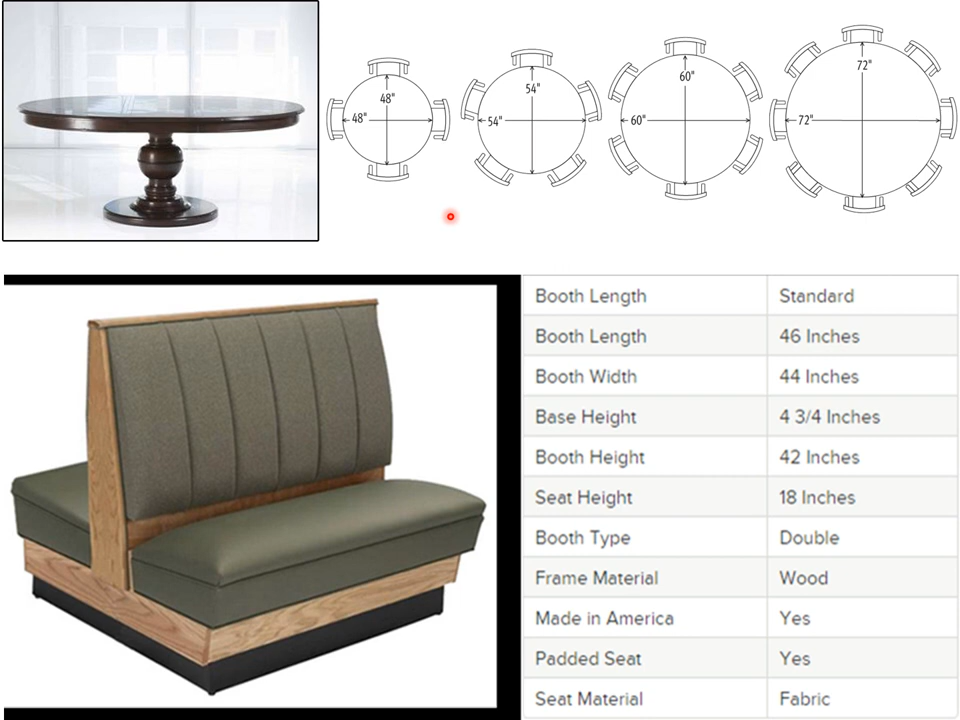 48"
48"
54"
54"
60"
60"
72"
72"
Booth Length Standard
Booth Length 46 Inches
Booth Width 44 Inches
Base Height 4 3/4 Inches
Booth Height 42 Inches
Seat Height 18 Inches
Booth Type Double
Frame Material Wood
Made in America Yes
Padded Seat Yes
Seat Material Fabric